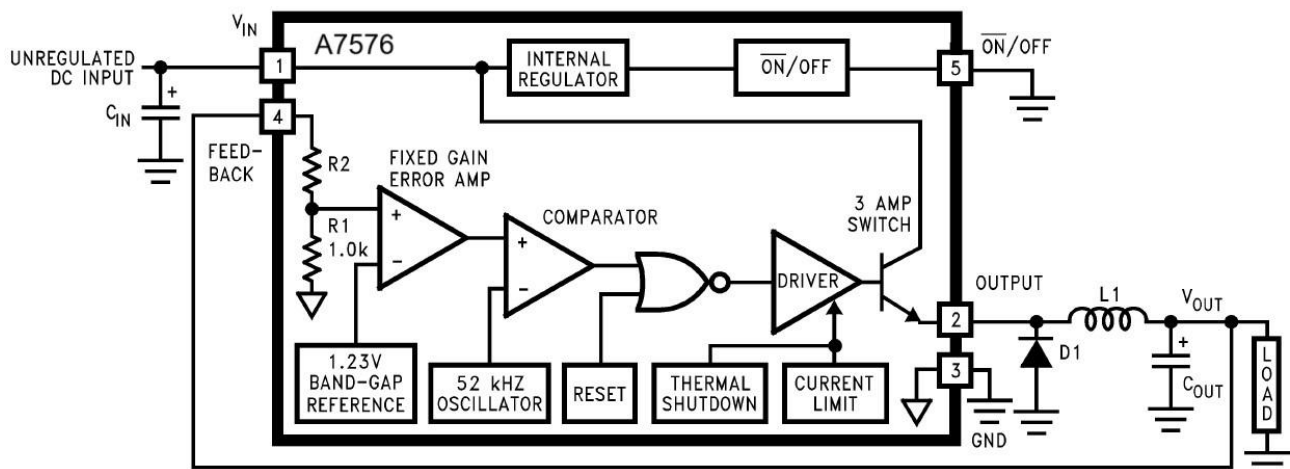 V_IN
A7576
UNREGULATED
DC INPUT
1
INTERNAL
REGULATOR
ON/OFF
5
ON/OFF
+
C_IN
4
FEED-
BACK
R2
FIXED GAIN
ERROR AMP
R1
1.0k
+
-
COMPARATOR
+
-
DRIVER
3 AMP
SWITCH
OUTPUT
2
L1
V_OUT
D1
+
C_OUT
LOAD
3
GND
1.23V
BAND-GAP
REFERENCE
52 kHZ
OSCILLATOR
RESET
THERMAL
SHUTDOWN
CURRENT
LIMIT